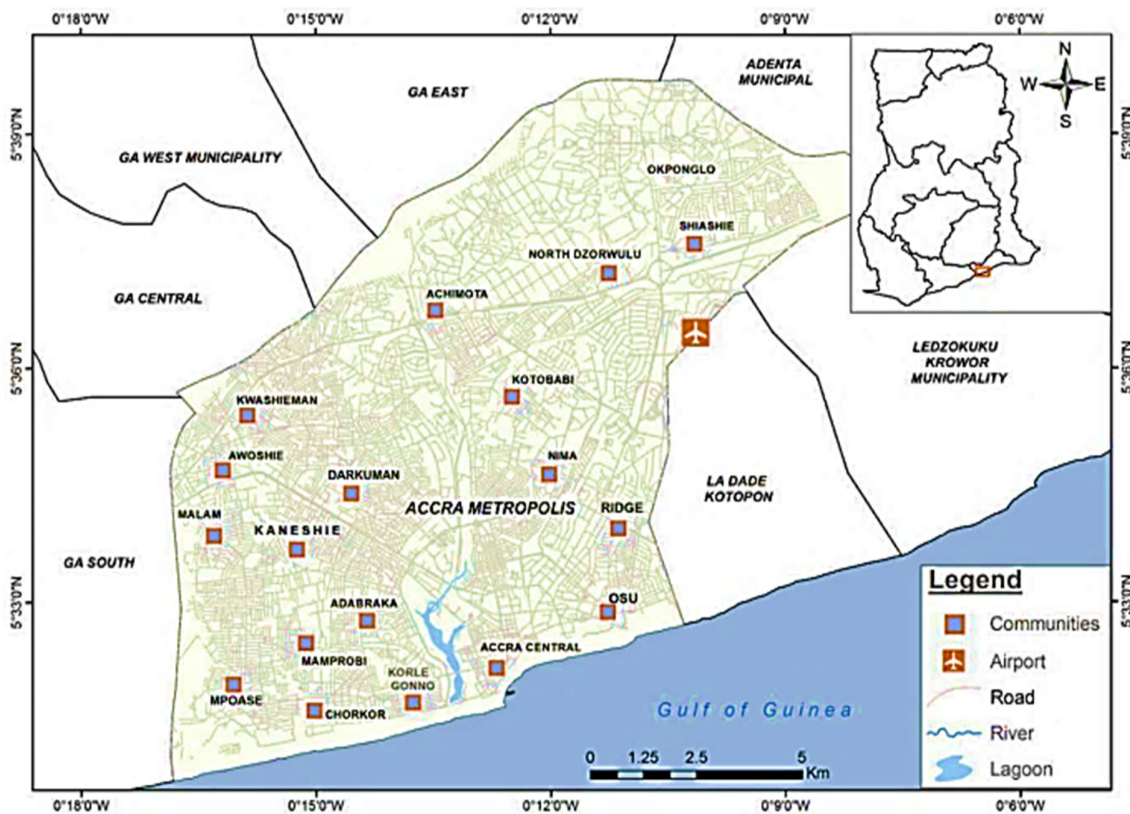 0°18'0"W 0°15'0"W 0°12'0"W 0°9'0"W 0°6'0"W
N
W E
S
ADENTA
MUNICIPAL
GA EAST
5°39'0"N 5°39'0"N
GA WEST MUNICIPALITY
OKPONGLO
SHIASHIE
NORTH DZORWULU
GA CENTRAL
ACHIMOTA
LEDZOKUKU
KROWOR
MUNICIPALITY
5°36'0"N 5°36'0"N
KOTOBABI
KWASHIEMAN
AWOSHIE
NIMA
DARKUMAN
LA DADE
KOTOPON
ACCRA METROPOLIS
RIDGE
MALAM
KANESHIE
GA SOUTH
5°33'0"N 5°33'0"N
ADABRAKA
OSU
ACCRA CENTRAL
MAMPROBI
KORLE
GONNO
MPOASE
CHORKOR
Gulf of Guinea
0 1.25 2.5 5
Km
Legend
Communities
Airport
Road
River
Lagoon
0°18'0"W 0°15'0"W 0°12'0"W 0°9'0"W 0°6'0"W